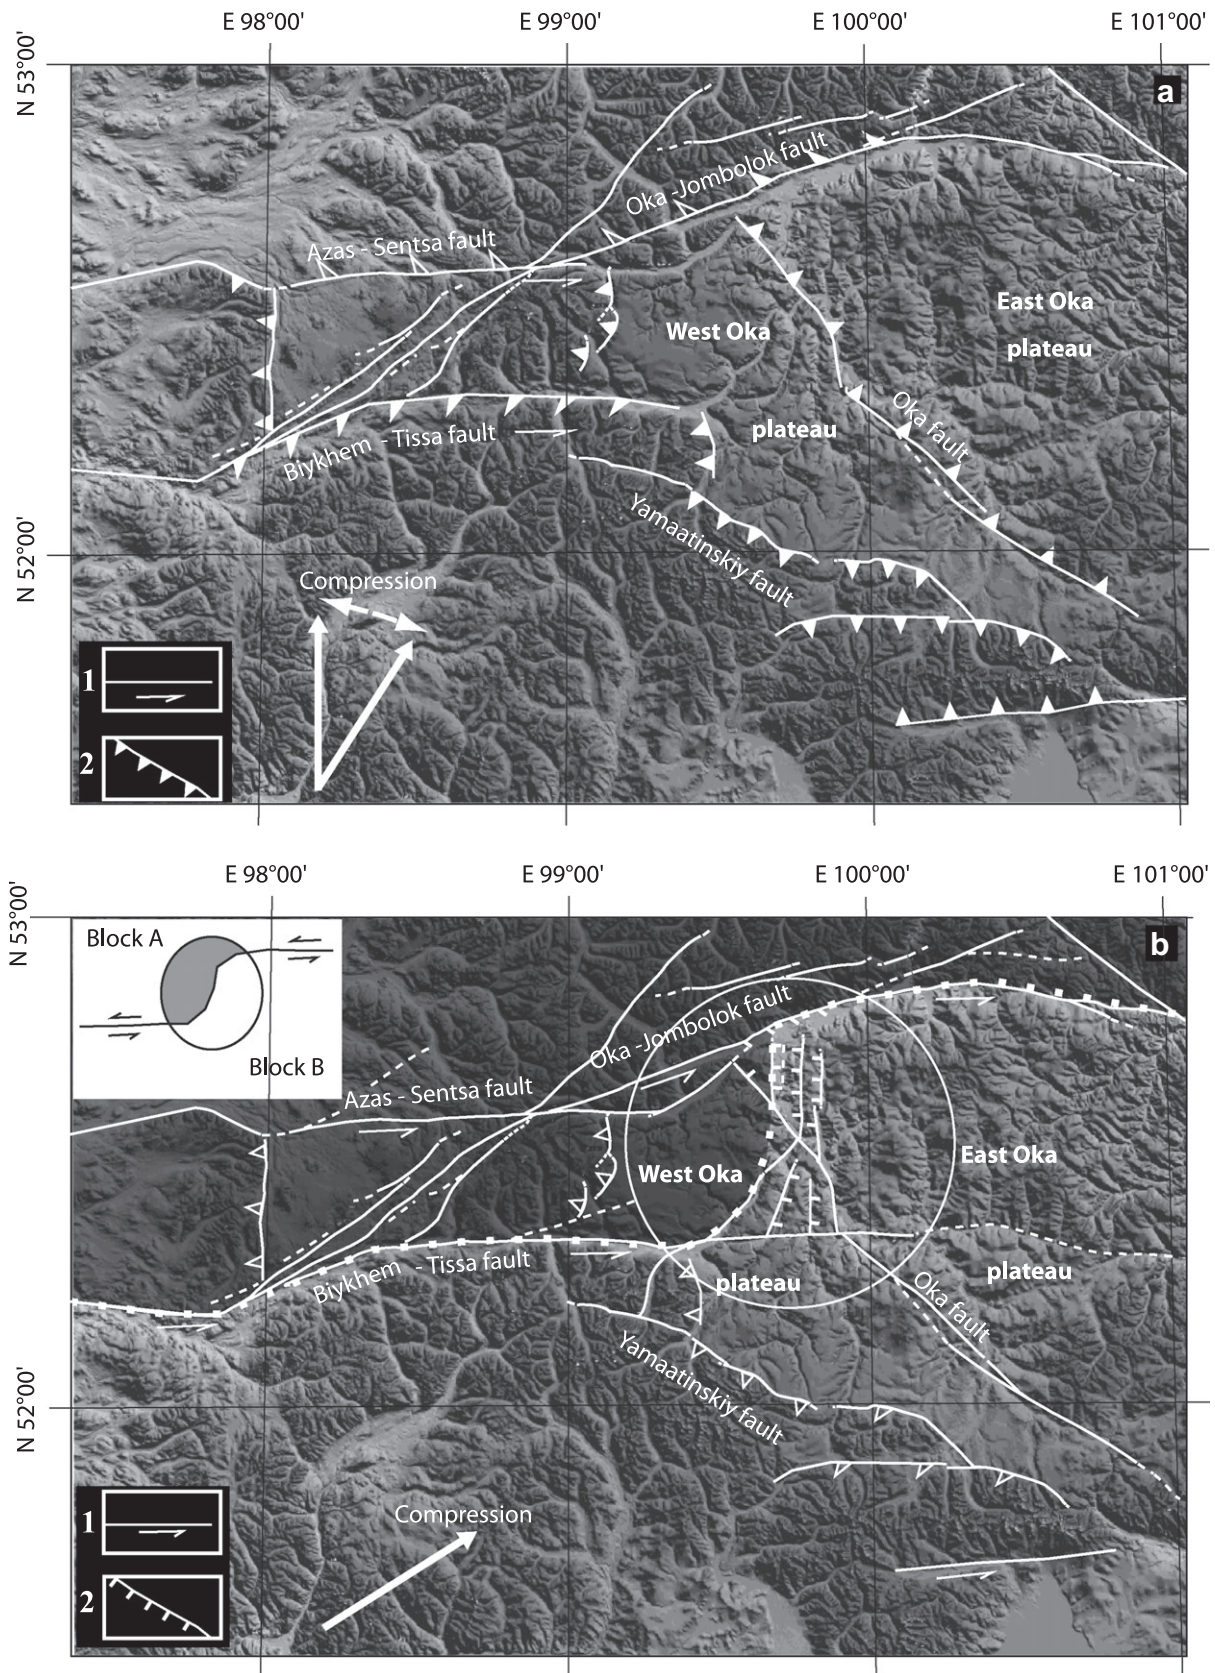 E 98°00' E 99°00' E 100°00' E 101°00'
N 53°00'
a
Oka -Jombolok fault
Azas - Sentsa fault
East Oka
plateau
West Oka
plateau
Oka fault
Biykhem - Tissa fault
Yamaatinskiy fault
N 52°00'
Compression
1
2
E 98°00' E 99°00' E 100°00' E 101°00'
N 53°00'
b
Block A
Block B
Oka -Jombolok fault
Azas - Sentsa fault
West Oka
East Oka
plateau
plateau
Biykhem - Tissa fault
Oka fault
Yamaatinskiy fault
N 52°00'
Compression
1
2